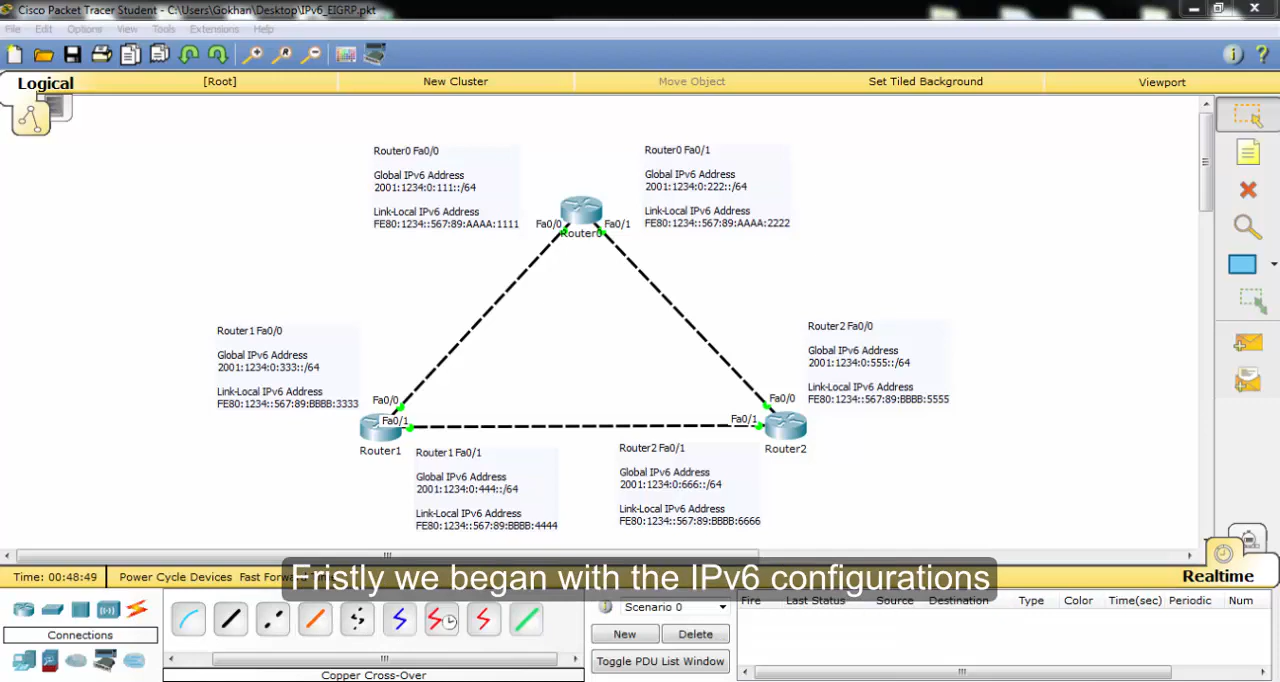 Cisco Packet Tracer Student - C:\Users\Gokhan\Desktop\IPv6_EIGRP.pkt
File Edit Options View Tools Extensions Help
Logical
[Root]
New Cluster
Move Object
Set Tiled Background
Viewport
Router0 Fa0/0
Global IPv6 Address
2001:1234:0:111::/64
Link-Local IPv6 Address
FE80:1234::567:89:AAAA:1111
Router0 Fa0/1
Global IPv6 Address
2001:1234:0:222::/64
Link-Local IPv6 Address
FE80:1234::567:89:AAAA:2222
Fa0/0
Fa0/1
Router0
Router1 Fa0/0
Global IPv6 Address
2001:1234:0:333::/64
Link-Local IPv6 Address
FE80:1234::567:89:BBBB:3333
Router2 Fa0/0
Global IPv6 Address
2001:1234:0:555::/64
Link-Local IPv6 Address
FE80:1234::567:89:BBBB:5555
Fa0/0
Fa0/1
Router1
Fa0/0
Fa0/1
Router2
Router1 Fa0/1
Global IPv6 Address
2001:1234:0:444::/64
Link-Local IPv6 Address
FE80:1234::567:89:BBBB:4444
Router2 Fa0/1
Global IPv6 Address
2001:1234:0:666::/64
Link-Local IPv6 Address
FE80:1234::567:89:BBBB:6666
Fristly we began with the IPv6 configurations
Time: 00:48:49
Power Cycle Devices
Fast Forward
Realtime
Connections
Copper Cross-Over
Scenario 0
New
Delete
Toggle PDU List Window
Fire Last Status Source Destination Type Color Time(sec) Periodic Num